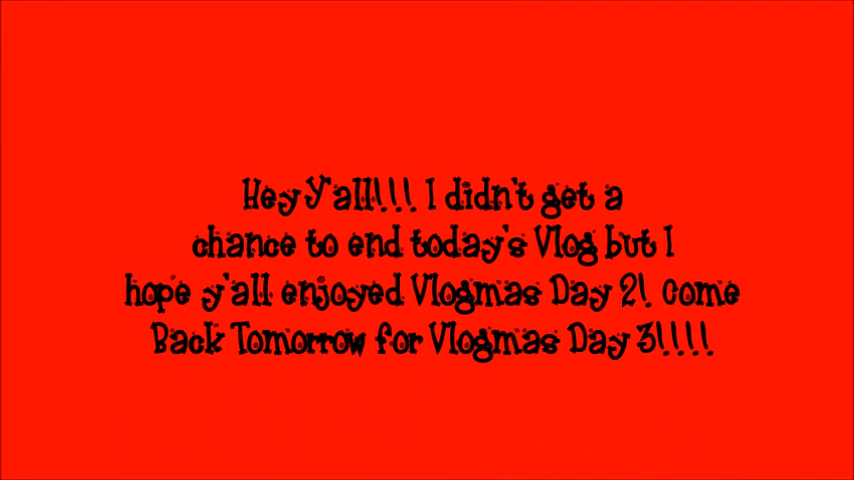 Hey Y'all!!! I didn't get a
chance to end today's Vlog but I
hope y'all enjoyed Vlogmas Day 2!. Come
Back Tomorrow for Vlogmas Day 3!!!!